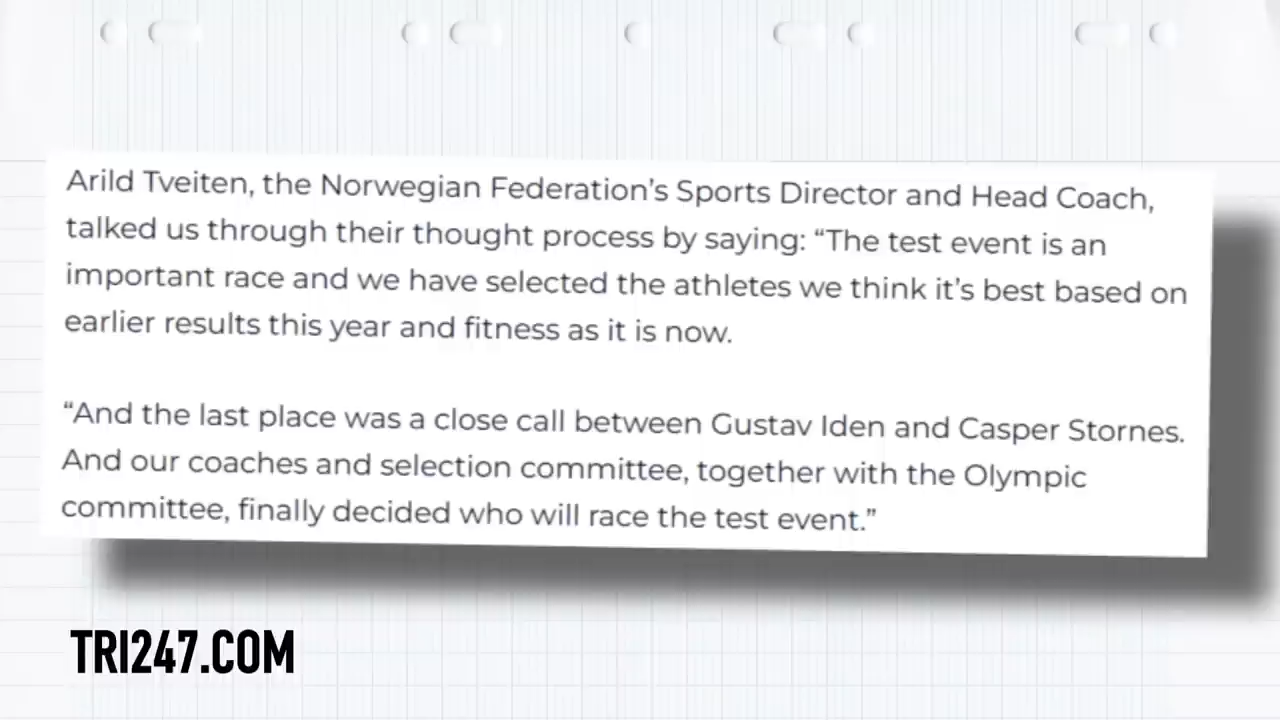 Arild Tveiten, the Norwegian Federation’s Sports Director and Head Coach,
talked us through their thought process by saying: “The test event is an
important race and we have selected the athletes we think it’s best based on
earlier results this year and fitness as it is now.
“And the last place was a close call between Gustav Iden and Casper Stornes.
And our coaches and selection committee, together with the Olympic
committee, finally decided who will race the test event.”
TRI247.COM